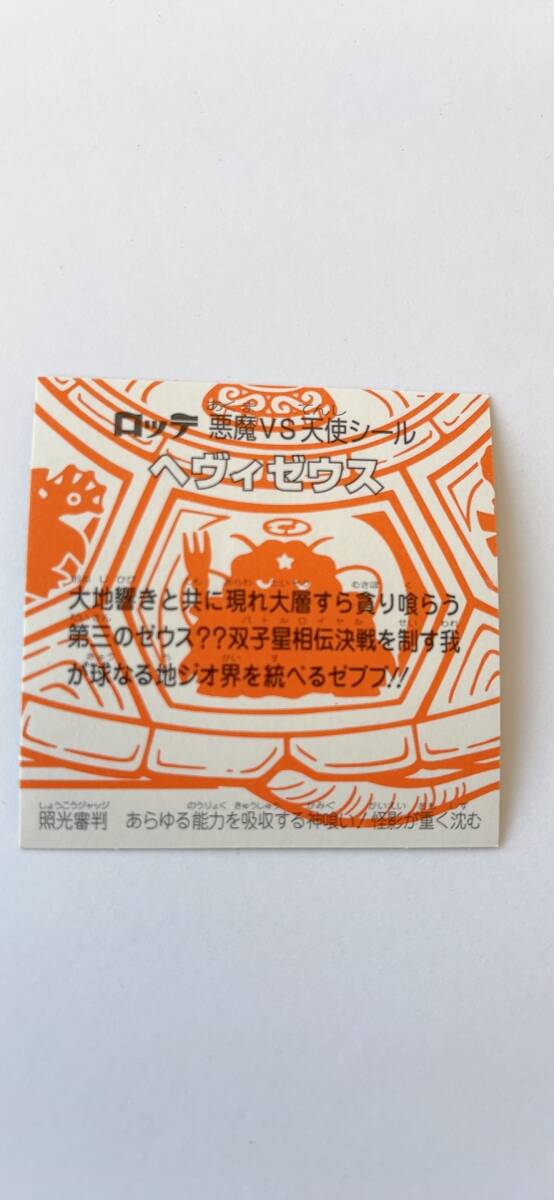 ロッテ 悪魔VS天使シール
ヘヴィゼウス
大地響きと共に現れ大層すら貪り喰らう
第三のゼウス??双子星相伝決戦を制す我
が球なる地ジオ界を統べるゼブブ!!
照光審判 あらゆる能力を吸収する神喰い!怪影が重く沈む